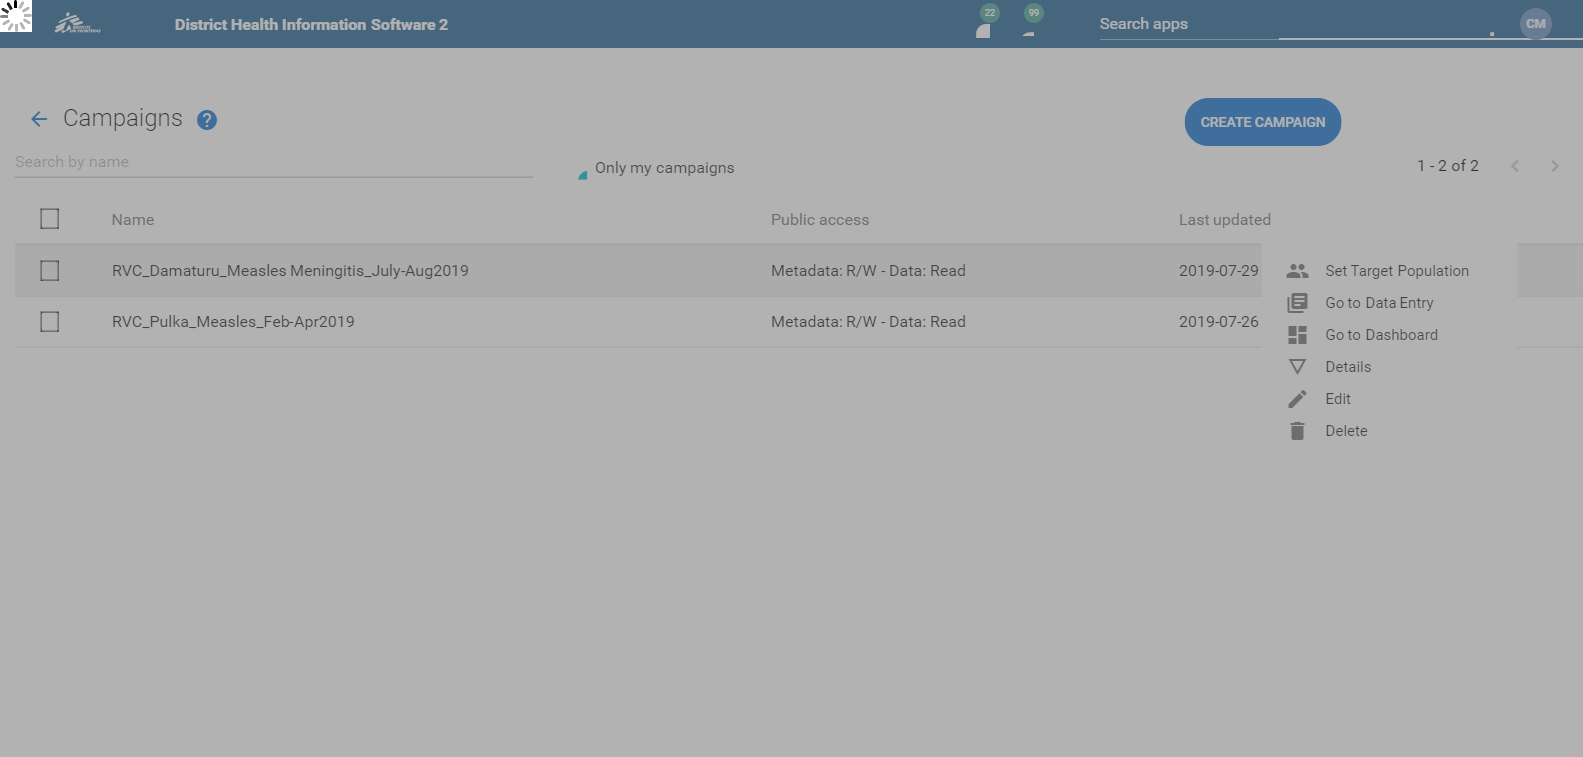 District Health Information Software 2
22
99
Search apps
CM
Campaigns
?
CREATE CAMPAIGN
Search by name
Only my campaigns
1 - 2 of 2
Name Public access Last updated
RVC_Damaturu_Measles Meningitis_July-Aug2019 Metadata: R/W - Data: Read 2019-07-29
RVC_Pulka_Measles_Feb-Apr2019 Metadata: R/W - Data: Read 2019-07-26
Set Target Population
Go to Data Entry
Go to Dashboard
Details
Edit
Delete